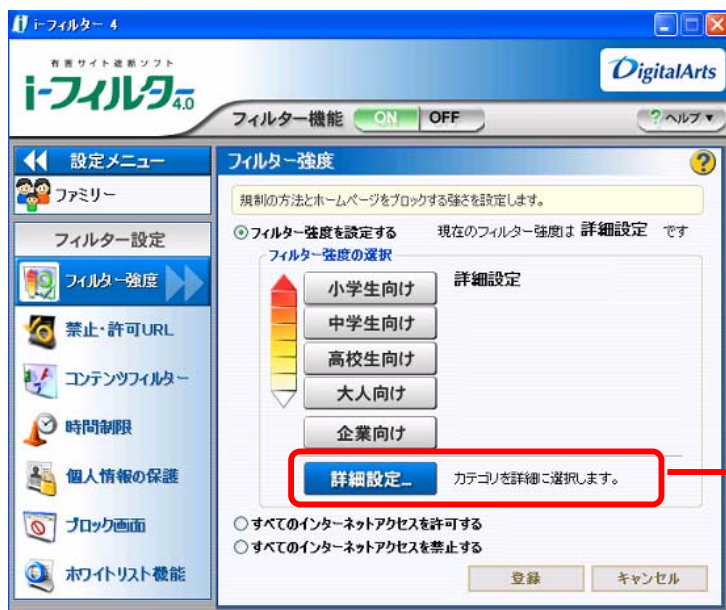 i-フィルター 4
有害サイト遮断ソフト
i-フィルター4.0
DigitalArts
フィルター機能 ON OFF
?ヘルプ▼
設定メニュー
フィルター強度
?
ファミリー
規制の方法とホームページをブロックする強さを設定します。
フィルター設定
フィルター強度を設定する
現在のフィルター強度は 詳細設定 です
フィルター強度の選択
フィルター強度
小学生向け
詳細設定
禁止・許可URL
中学生向け
高校生向け
コンテンツフィルター
大人向け
時間制限
企業向け
個人情報の保護
詳細設定...
カテゴリを詳細に選択します。
ブロック画面
すべてのインターネットアクセスを許可する
すべてのインターネットアクセスを禁止する
ホワイトリスト機能
登録
キャンセル